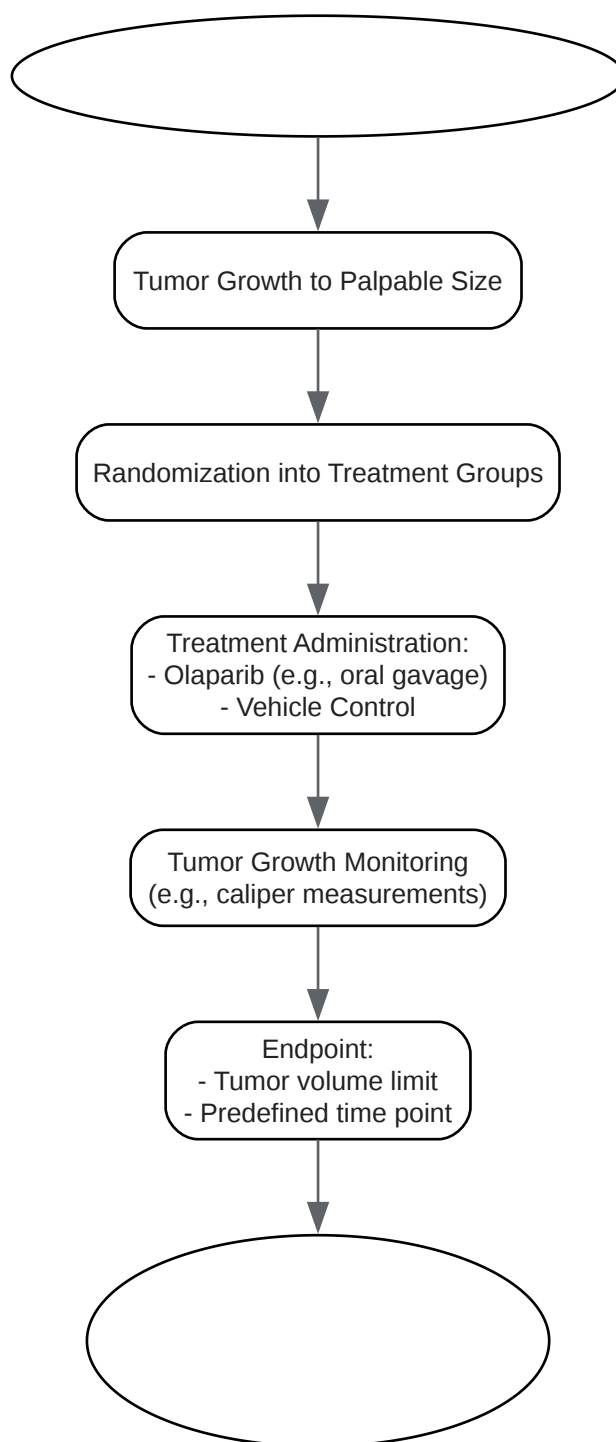 Tumor Growth to Palpable Size
Randomization into Treatment Groups
Treatment Administration:
- Olaparib (e.g., oral gavage)
- Vehicle Control
Tumor Growth Monitoring
(e.g., caliper measurements)
Endpoint:
- Tumor volume limit
- Predefined time point